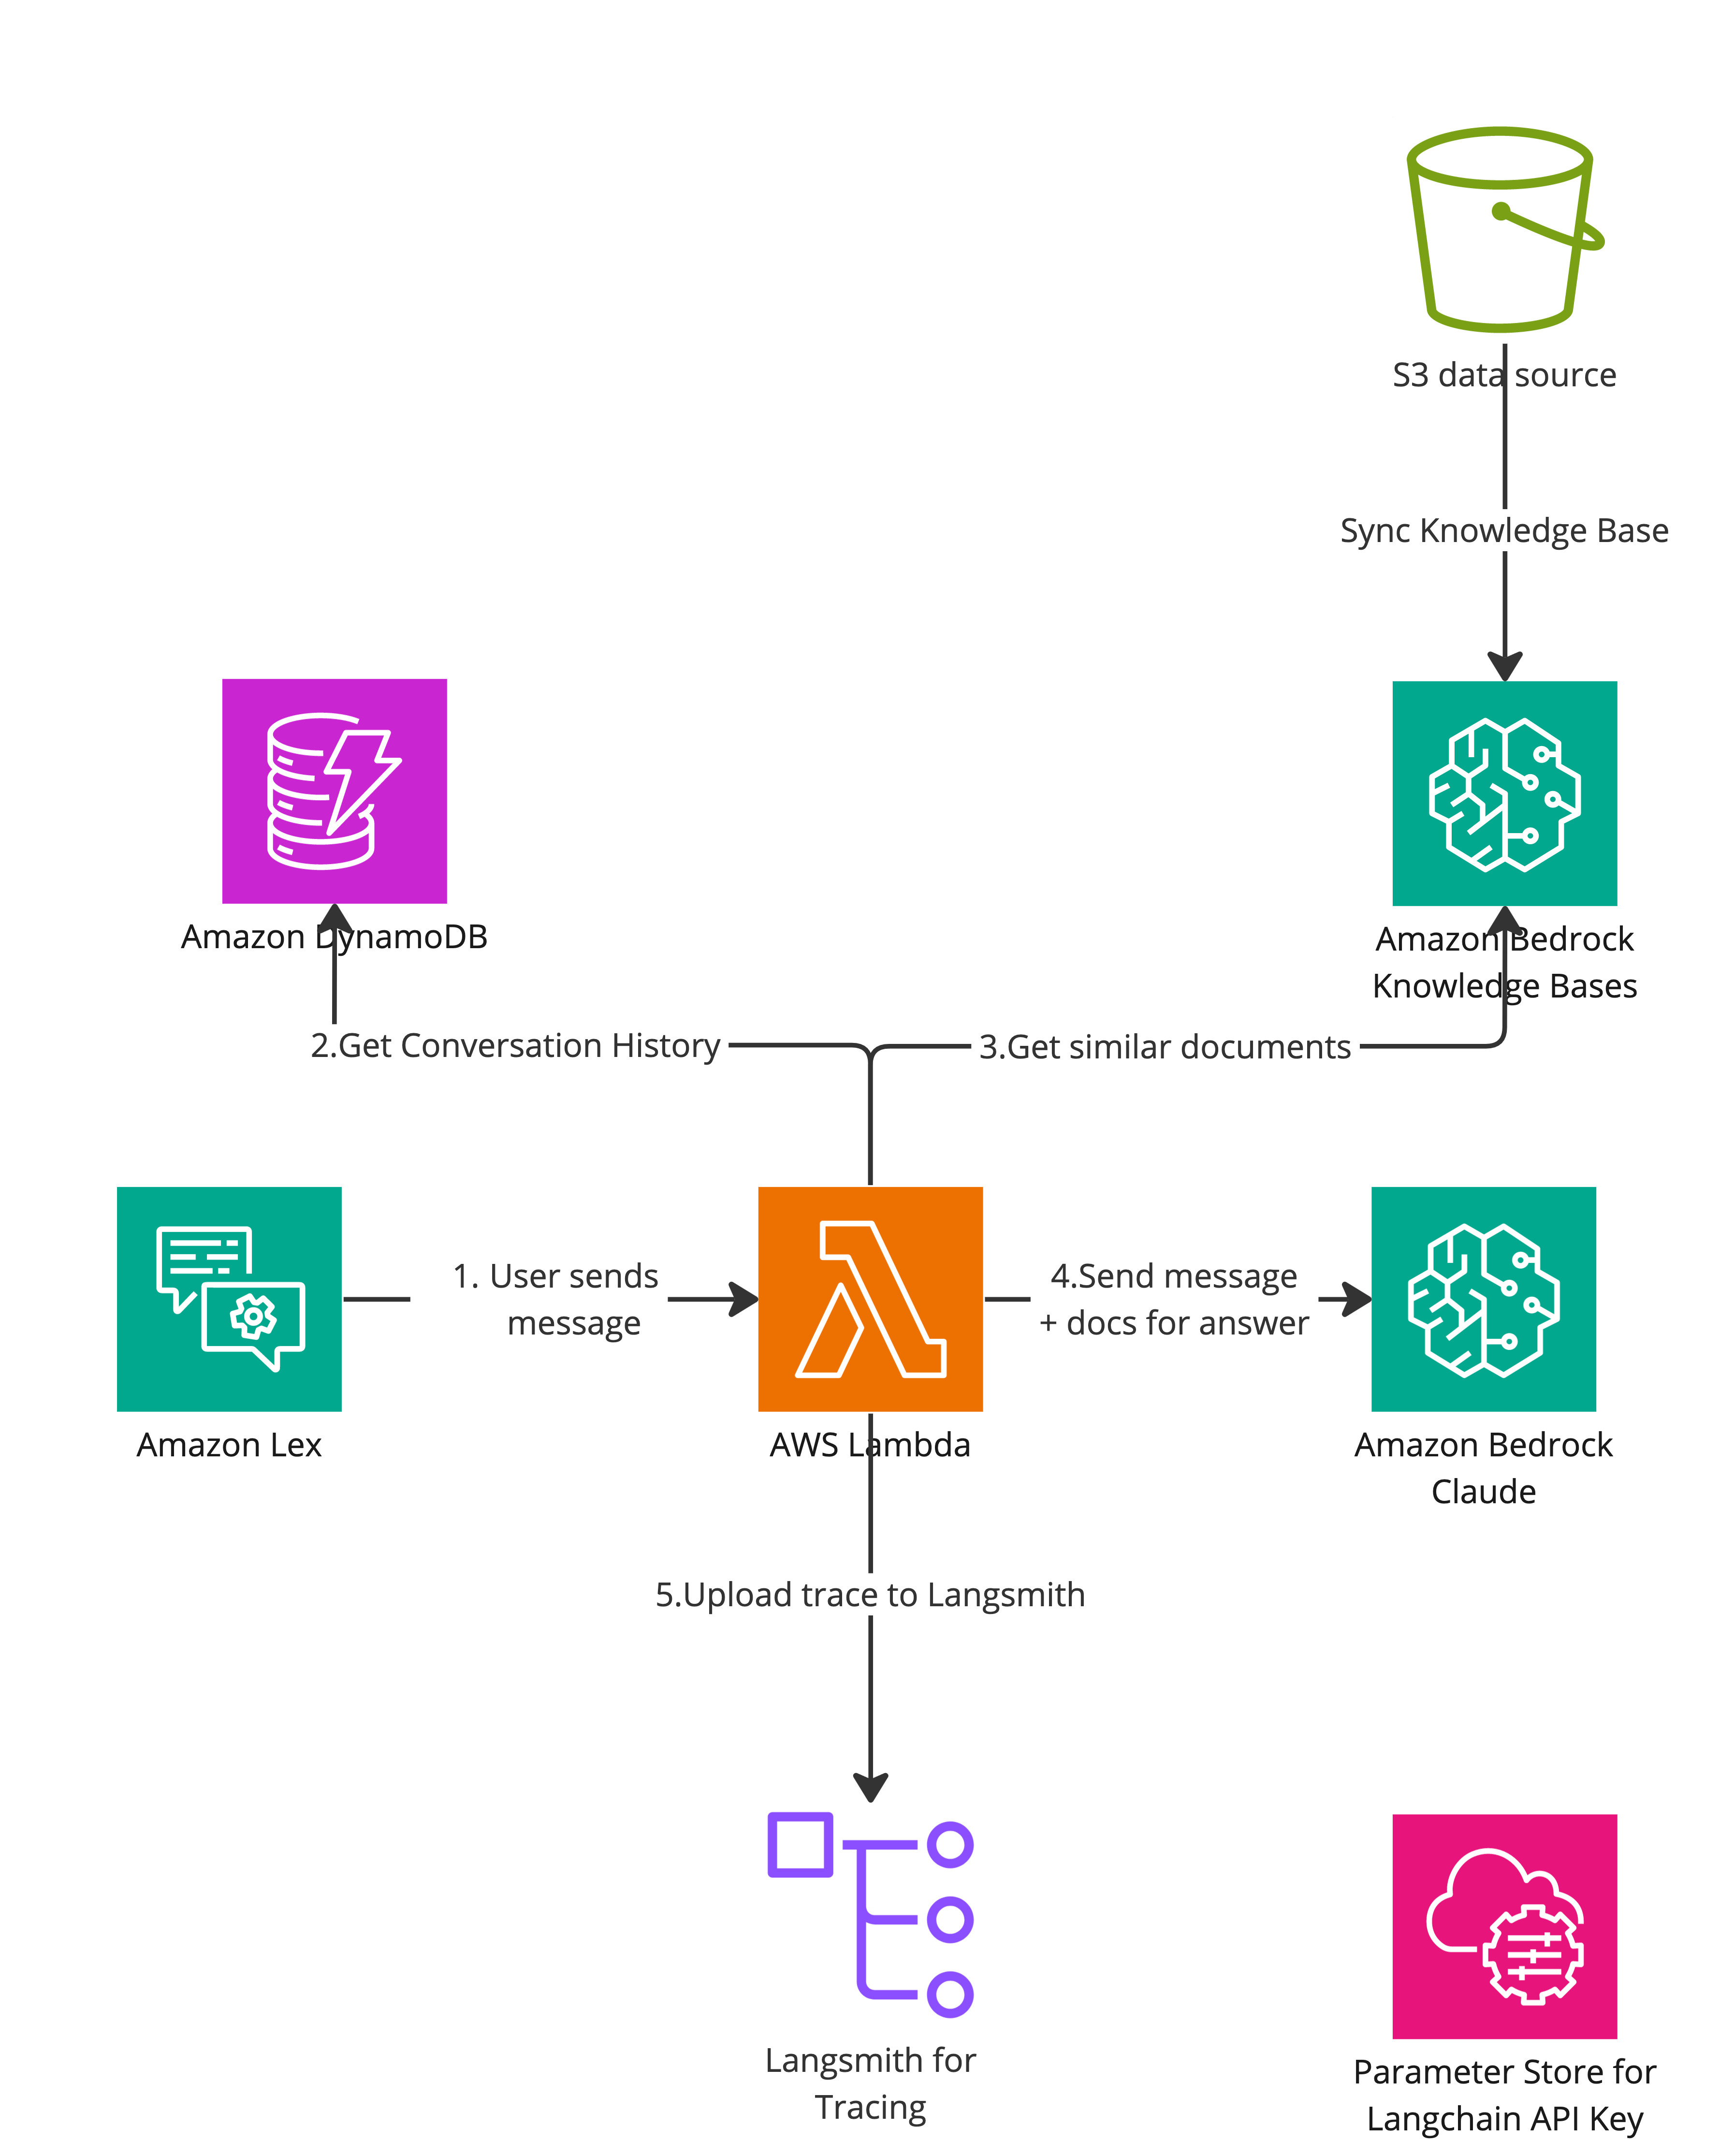 S3 data source
Sync Knowledge Base
Amazon DynamoDB
Amazon Bedrock
Knowledge Bases
2.Get Conversation History
3.Get similar documents
1. User sends
message
4.Send message
+ docs for answer
Amazon Lex
AWS Lambda
Amazon Bedrock
Claude
5.Upload trace to Langsmith
Langsmith for
Tracing
Parameter Store for
Langchain API Key